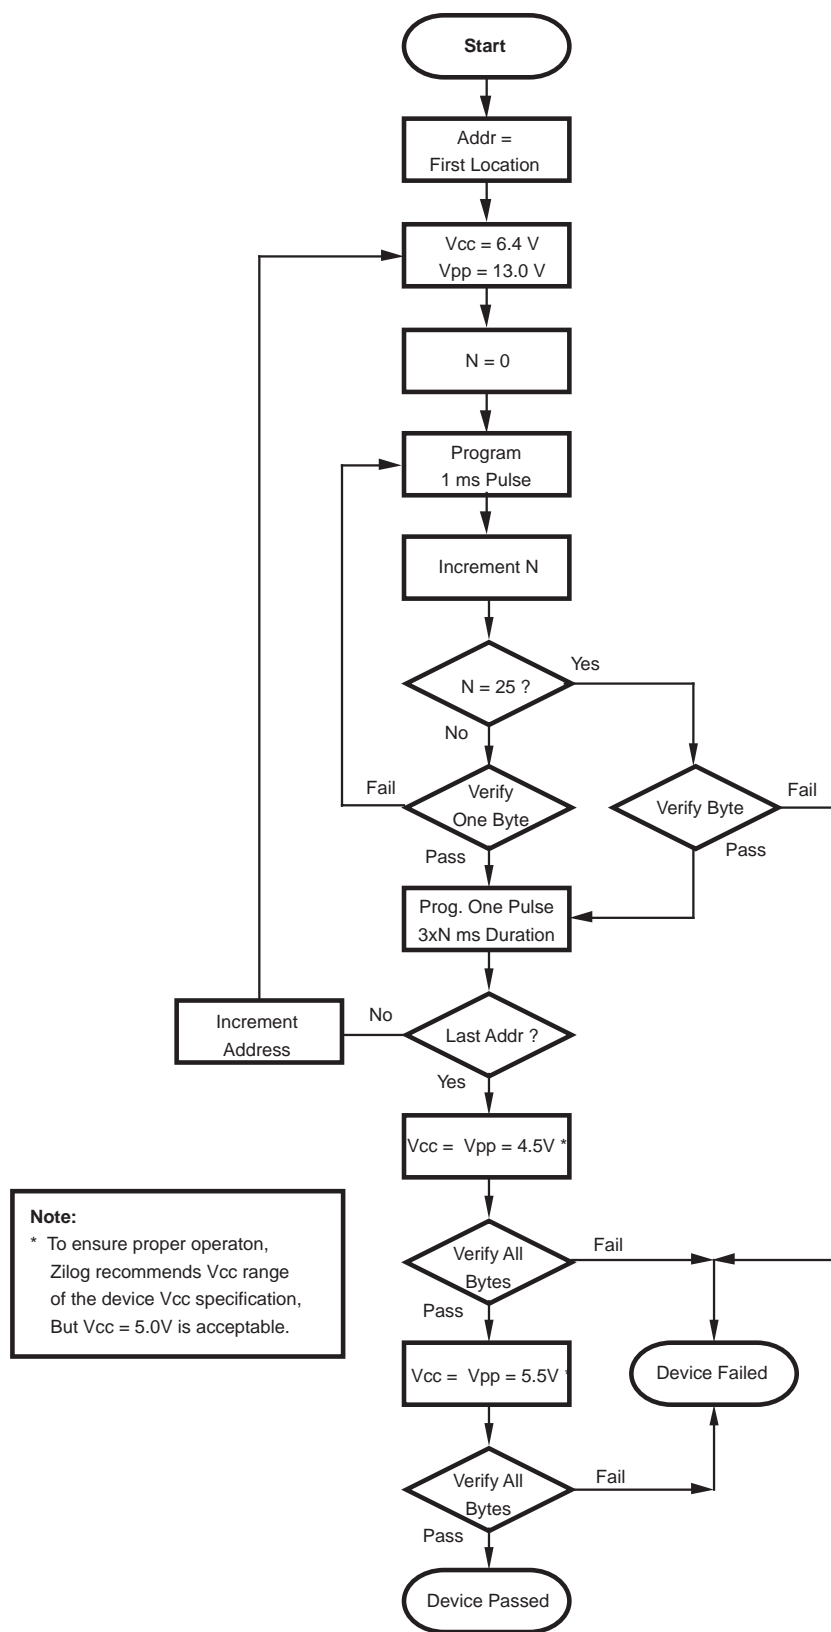 Start
Addr =
First Location
Vcc = 6.4 V
Vpp = 13.0 V
N = 0
Program
1 ms Pulse
Increment N
N = 25 ?
Yes
No
Fail
Verify
One Byte
Verify Byte
Fail
Pass
Pass
Prog. One Pulse
3xN ms Duration
Increment
Address
No
Last Addr ?
Yes
Vcc = Vpp = 4.5V *
Note:
* To ensure proper operaton,
Zilog recommends Vcc range
of the device Vcc specification,
But Vcc = 5.0V is acceptable.
Verify All
Bytes
Fail
Pass
Vcc = Vpp = 5.5V *
Device Failed
Verify All
Bytes
Fail
Pass
Device Passed